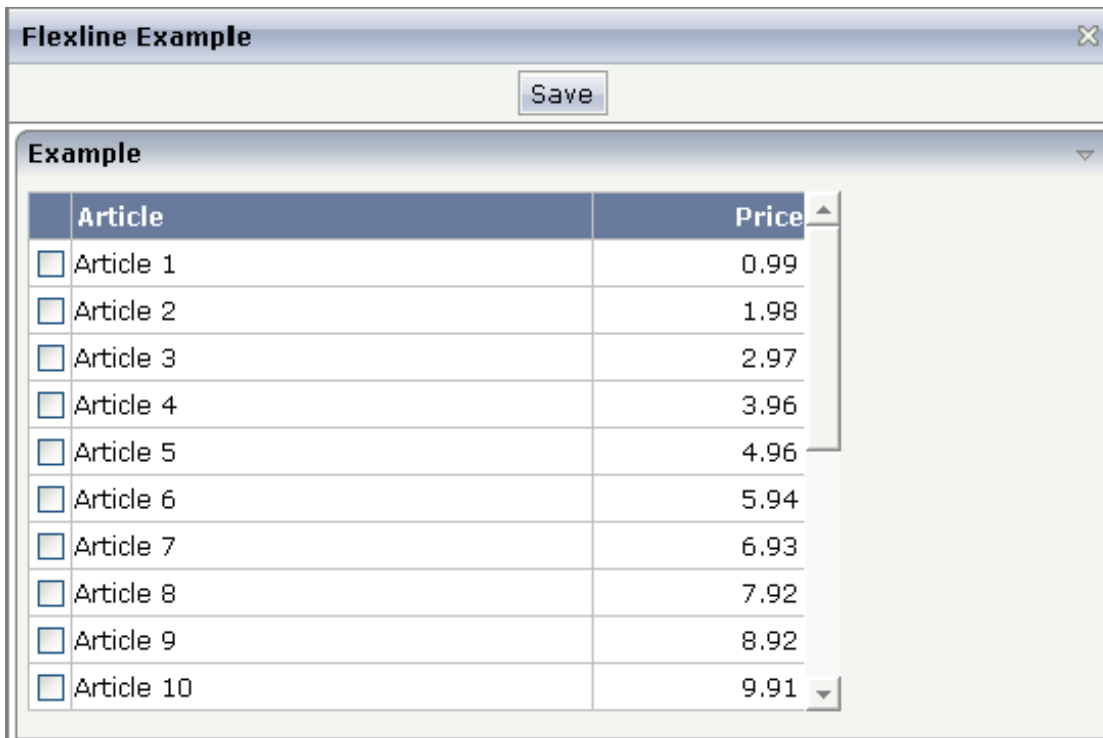 Flexline Example
Save
Example
Article Price
Article 1 0.99
Article 2 1.98
Article 3 2.97
Article 4 3.96
Article 5 4.96
Article 6 5.94
Article 7 6.93
Article 8 7.92
Article 9 8.92
Article 10 9.91